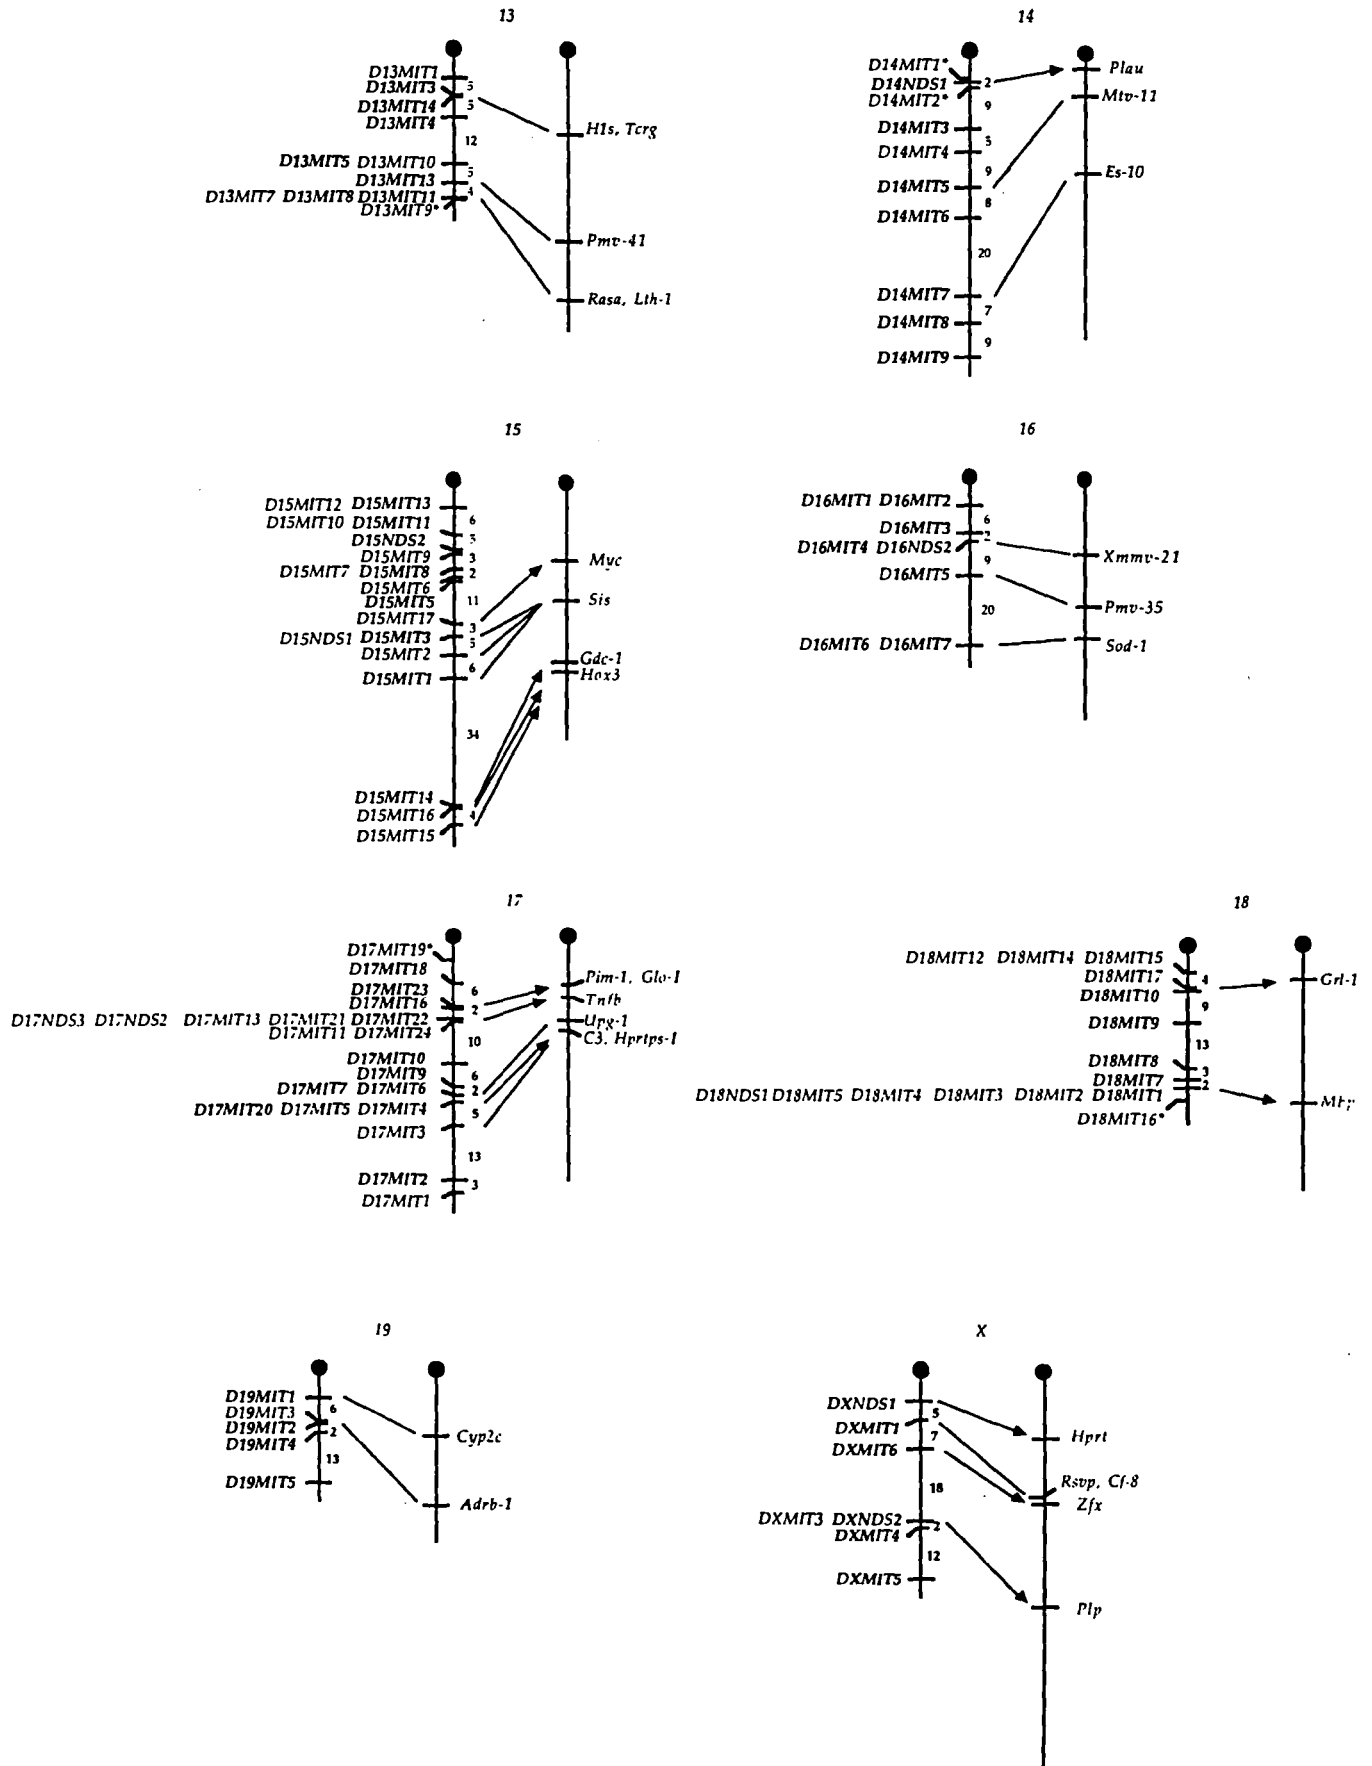 13
D13MIT1
D13MIT3
5
D13MIT14
5
D13MIT4
H1s, Tcrg
12
D13MIT5 D13MIT10
D13MIT13
5
D13MIT7 D13MIT8 D13MIT11
4
D13MIT9*
Pmv-41
Rasa, Lth-1
14
D14MIT1*
D14NDS1
2
D14MIT2*
9
D14MIT3
5
D14MIT4
9
D14MIT5
8
D14MIT6
20
D14MIT7
7
D14MIT8
9
D14MIT9
Plau
Mtv-11
Es-10
15
D15MIT12 D15MIT13
6
D15MIT10 D15MIT11
D15NDS2
5
D15MIT9
3
D15MIT7 D15MIT8
2
D15MIT6
D15MIT5
11
D15MIT17
3
D15NDS1 D15MIT3
5
D15MIT2
6
D15MIT1
34
D15MIT14
D15MIT16
4
D15MIT15
Myc
Sis
Gdc-1
Hox3
16
D16MIT1 D16MIT2
6
D16MIT3
2
D16MIT4 D16NDS2
9
D16MIT5
20
D16MIT6 D16MIT7
Xmmv-21
Pmv-35
Sod-1
17
D17MIT19*
D17MIT18
6
D17MIT23
D17MIT16
2
D17NDS3 D17NDS2 D17MIT13 D17MIT21 D17MIT22
D17MIT11 D17MIT24
10
D17MIT10
6
D17MIT9
D17MIT7 D17MIT6
2
D17MIT20 D17MIT5 D17MIT4
5
D17MIT3
13
D17MIT2
3
D17MIT1
Pim-1, Glo-1
Tnfb
Upg-1
C3, Hprtps-1
18
D18MIT12 D18MIT14 D18MIT15
D18MIT17
4
D18MIT10
9
D18MIT9
13
D18MIT8
3
D18MIT7
2
D18NDS1 D18MIT5 D18MIT4 D18MIT3 D18MIT2 D18MIT1
D18MIT16*
Grl-1
19
D19MIT1
6
D19MIT3
D19MIT2
2
D19MIT4
13
D19MIT5
Cyp2c
Adrb-1
X
DXNDS1
5
DXMIT1
7
DXMIT6
18
DXMIT3 DXNDS2
2
DXMIT4
12
DXMIT5
Hprt
Rsvp, Cf-8
Zfx
Plp